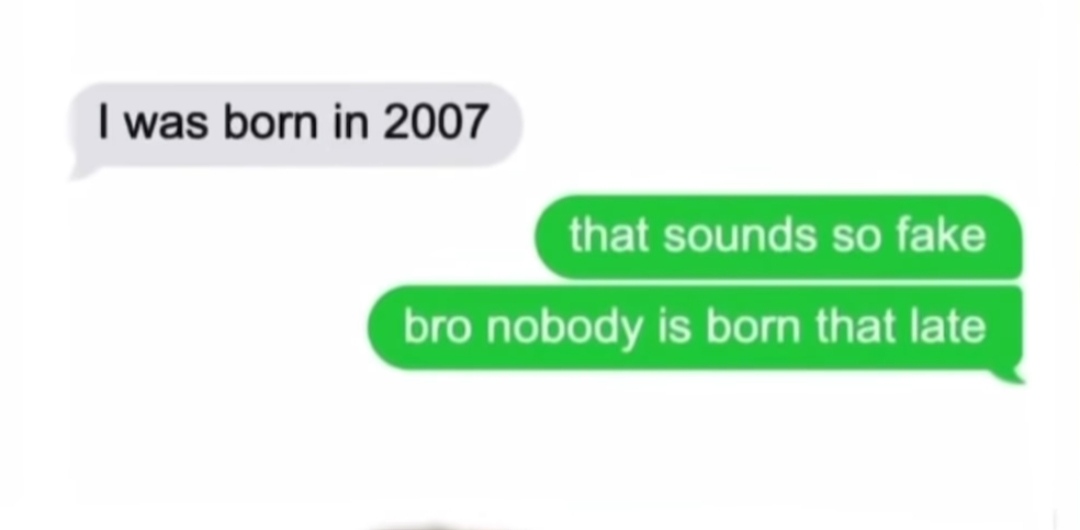 I was born in 2007
that sounds so fake
bro nobody is born that late